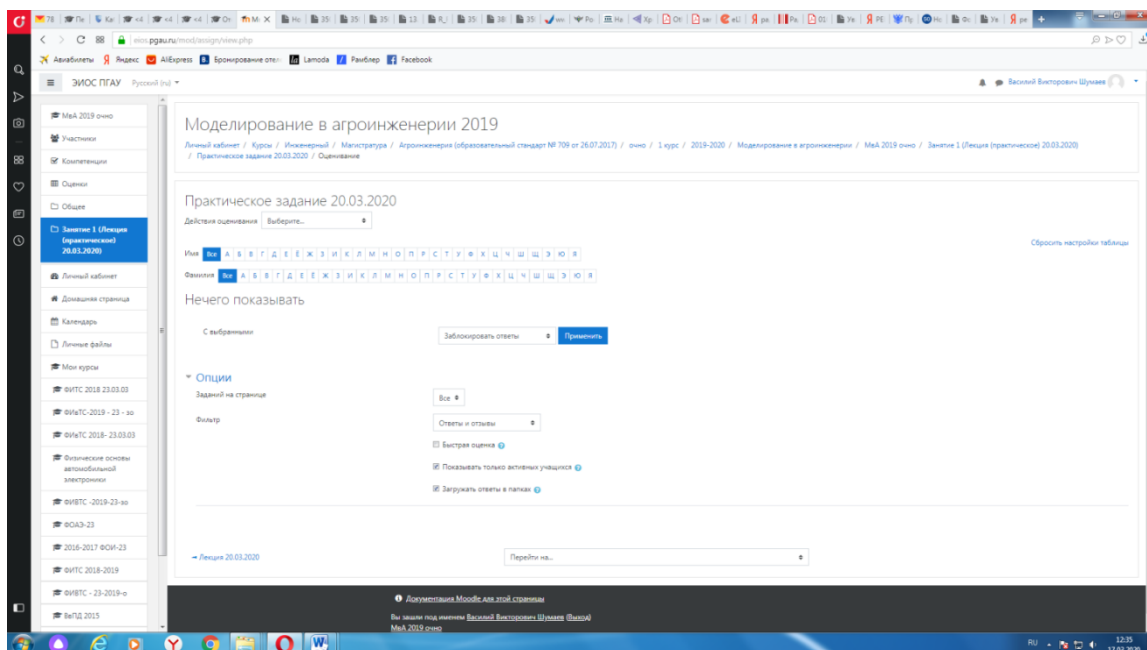 eios.pgau.ru/mod/assign/view.php
Авиабилеты Яндекс AliExpress Бронирование отел Lamoda Рамблер Facebook
ЭИОС ПГАУ Русский (ru)
Василий Викторович Шумаев
МвА 2019 очно
Участники
Компетенции
Оценки
Общее
Занятие 1 (Лекция
(практическое)
20.03.2020)
Личный кабинет
Домашняя страница
Календарь
Личные файлы
Мои курсы
ФИТС 2018 23.03.03
ФИвТС-2019 - 23 - зо
ФИвТС 2018- 23.03.03
Физические основы
автомобильной
электроники
ФИВТС -2019-23-зо
ФОАЭ-23
2016-2017 ФОИ-23
ФИТС 2018-2019
ФИВТС - 23-2019-о
ВвПД 2015
Моделирование в агроинженерии 2019
Личный кабинет / Курсы / Инженерный / Магистратура / Агроинженерия (образовательный стандарт № 709 от 26.07.2017) / очно / 1 курс / 2019-2020 / Моделирование в агроинженерии / МвА 2019 очно / Занятие 1 (Лекция (практическое) 20.03.2020)
/ Практическое задание 20.03.2020 / Оценивание
Практическое задание 20.03.2020
Действия оценивания Выберите...
Сбросить настройки таблицы
Имя Все А Б В Г Д Е Ё Ж З И К Л М Н О П Р С Т У Ф Х Ц Ч Ш Щ Э Ю Я
Фамилия Все А Б В Г Д Е Ё Ж З И К Л М Н О П Р С Т У Ф Х Ц Ч Ш Щ Э Ю Я
Нечего показывать
С выбранными Заблокировать ответы Применить
Опции
Заданий на странице Все
Фильтр Ответы и отзывы
Быстрая оценка
Показывать только активных учащихся
Загружать ответы в папках
Лекция 20.03.2020 Перейти на...
Документация Moodle для этой страницы
Вы зашли под именем Василий Викторович Шумаев (Выход)
МвА 2019 очно
RU 12:35
17.03.2020